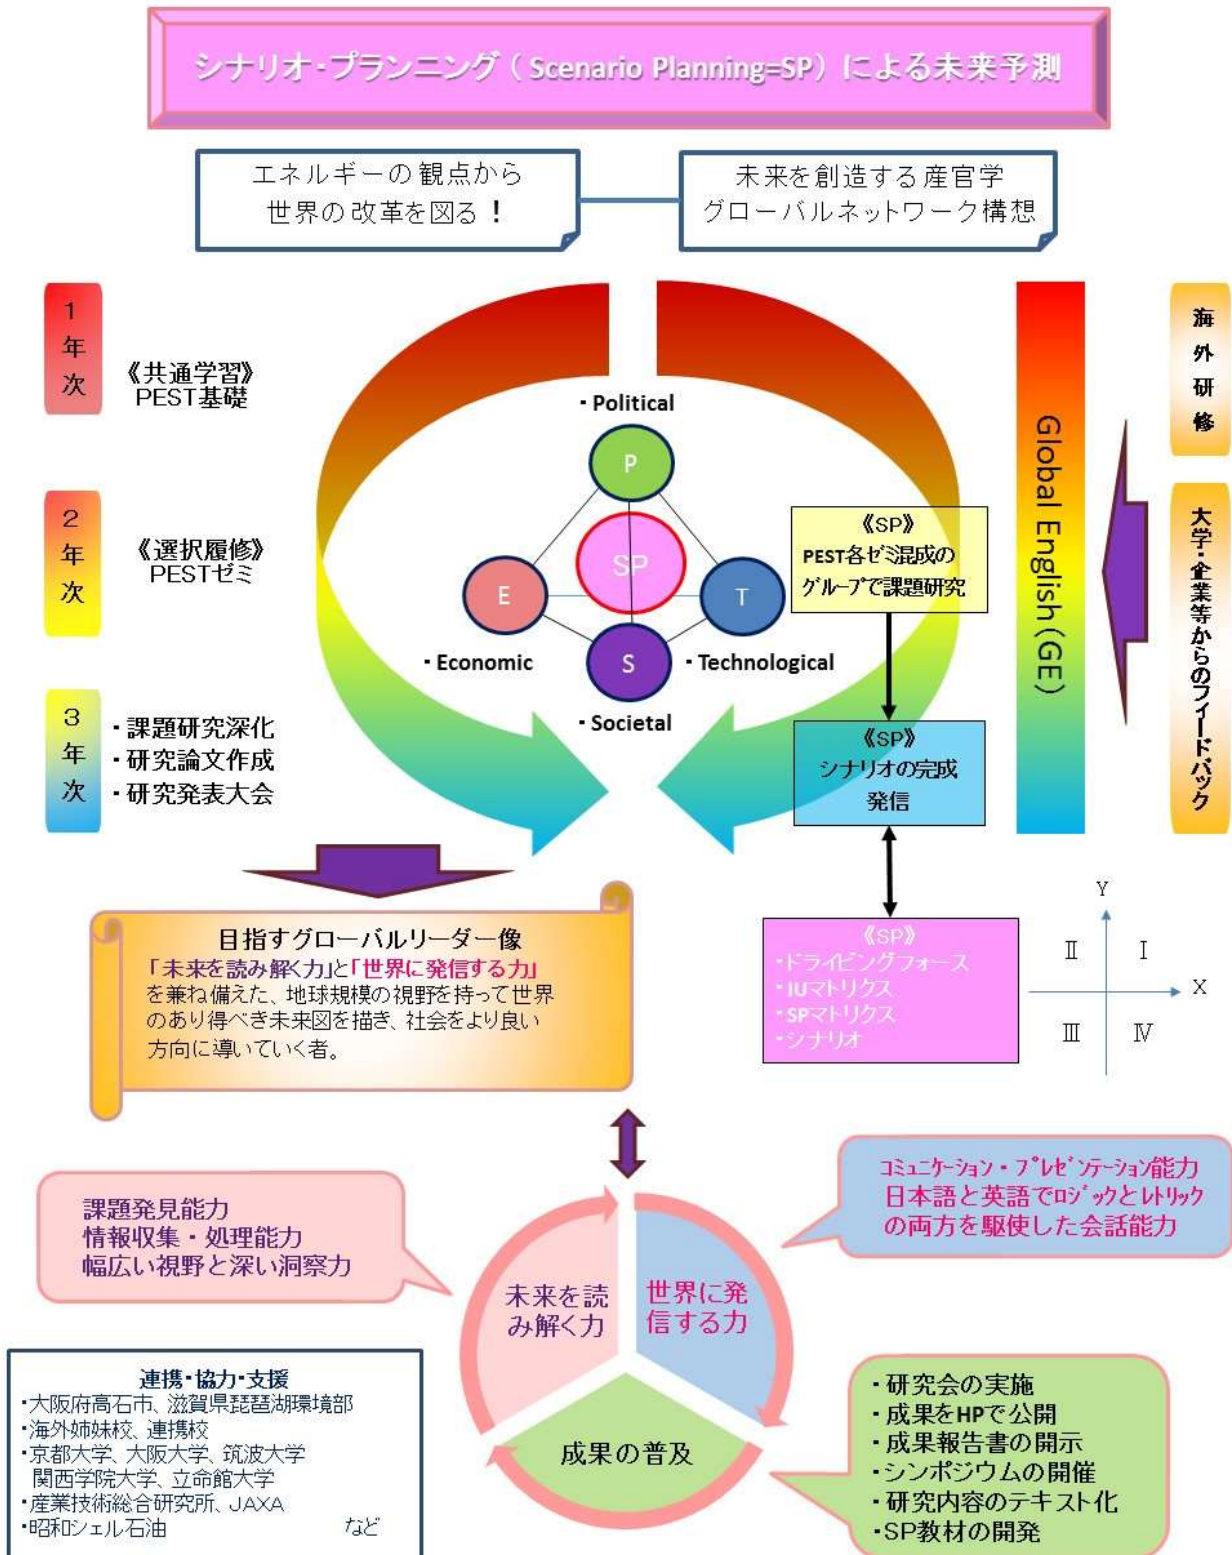 シナリオ・プランニング（Scenario Planning=SP）による未来予測
エネルギーの観点から
世界の改革を図る！
未来を創造する産官学
グローバルネットワーク構想
1
年
次
《共通学習》
PEST基礎
2
年
次
《選択履修》
PESTゼミ
3
年
次
・課題研究深化
・研究論文作成
・研究発表大会
・Political
P
SP
E
T
S
・Economic
・Technological
・Societal
《SP》
PEST各ゼミ混成の
グループで課題研究
《SP》
シナリオの完成
発信
《SP》
・ドライビングフォース
・IUマトリクス
・SPマトリクス
・シナリオ
Global English(GE)
海外研修
大学・企業等からのフィードバック
Y
Ⅱ
Ⅰ
X
Ⅲ
Ⅳ
目指すグローバルリーダー像
「未来を読み解く力」と「世界に発信する力」
を兼ね備えた、地球規模の視野を持って世界
のあり得べき未来図を描き、社会をより良い
方向に導いていく者。
課題発見能力
情報収集・処理能力
幅広い視野と深い洞察力
コミュニケーション・プレゼンテーション能力
日本語と英語でロジックとレトリック
の両方を駆使した会話能力
未来を読
み解く力
世界に発
信する力
成果の普及
連携・協力・支援
・大阪府高石市、滋賀県琵琶湖環境部
・海外姉妹校、連携校
・京都大学、大阪大学、筑波大学
関西学院大学、立命館大学
・産業技術総合研究所、JAXA
・昭和シェル石油 など
・研究会の実施
・成果をHPで公開
・成果報告書の開示
・シンポジウムの開催
・研究内容のテキスト化
・SP教材の開発